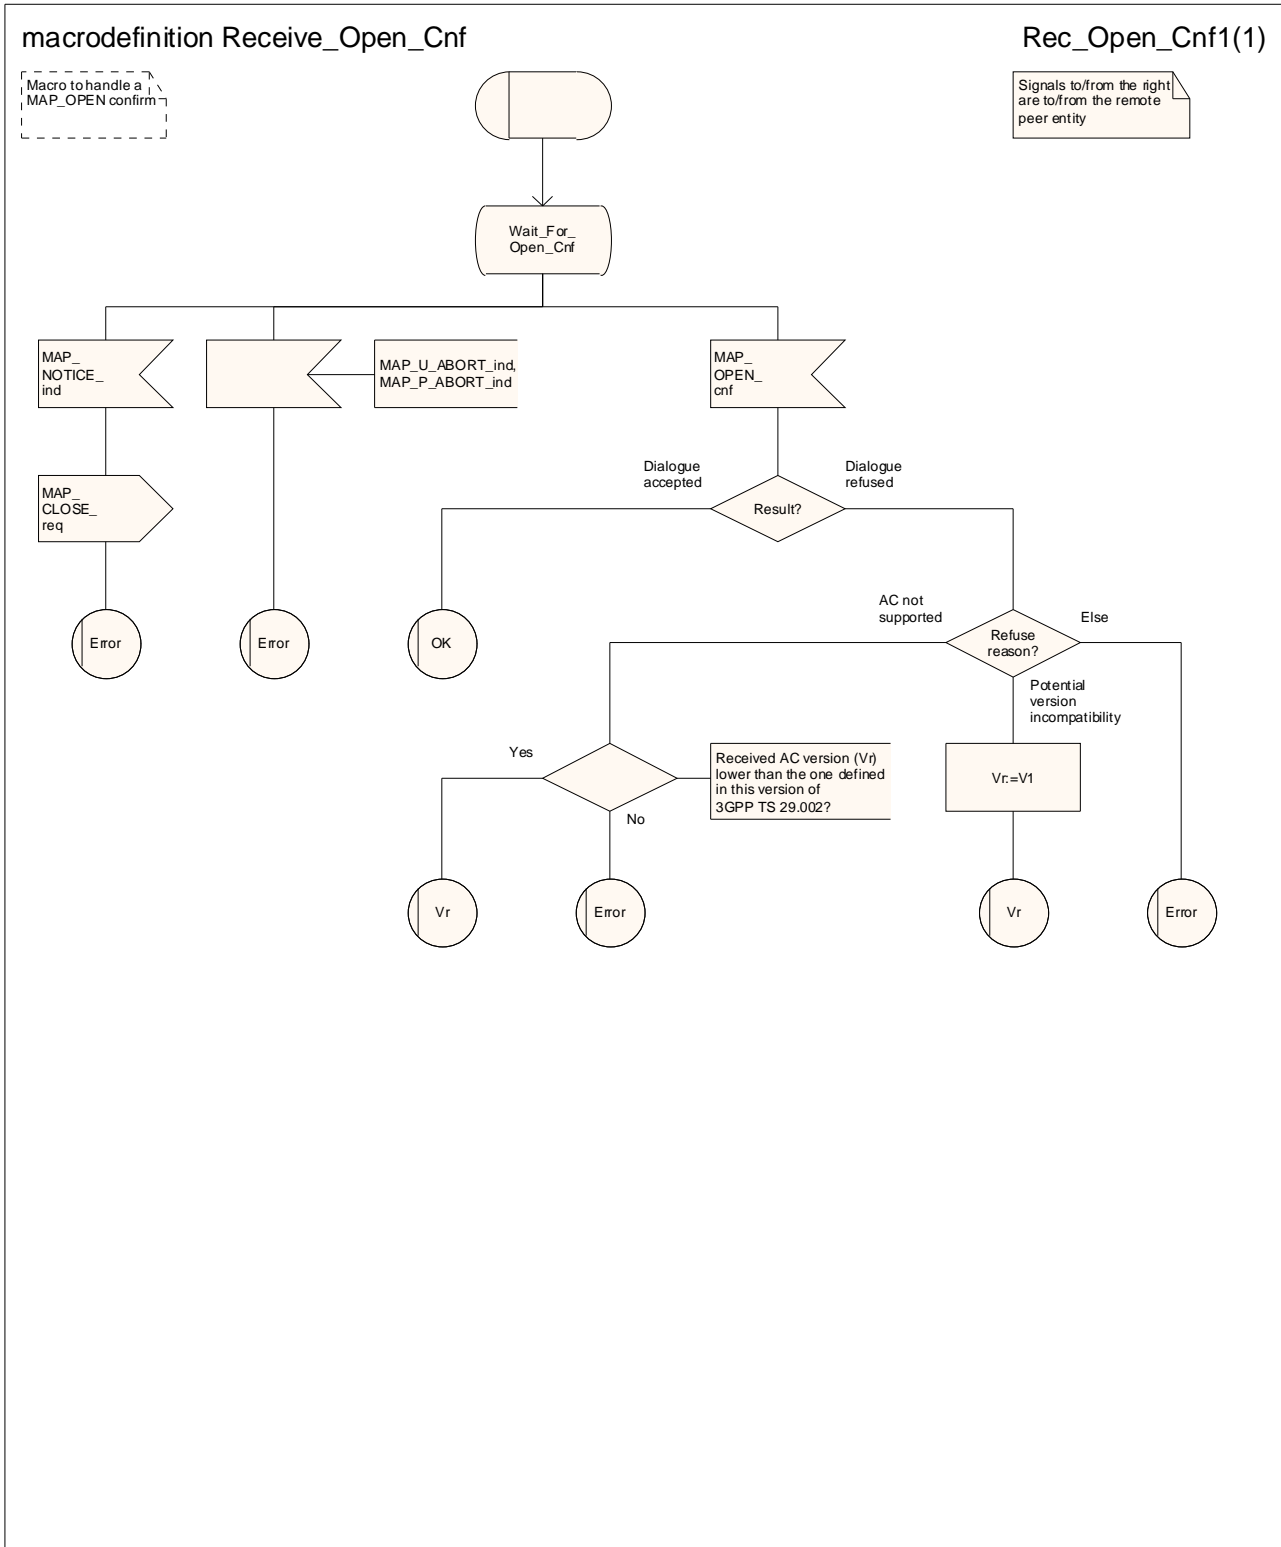 macrodefinition Receive_Open_Cnf
Rec_Open_Cnf1(1)
Macro to handle a
MAP_OPEN confirm
Signals to/from the right
are to/from the remote
peer entity
Wait_For_
Open_Cnf
MAP_
NOTICE_
ind
MAP_U_ABORT_ind,
MAP_P_ABORT_ind
MAP_
OPEN_
cnf
MAP_
CLOSE_
req
Dialogue
accepted
Dialogue
refused
Result?
Error
Error
OK
AC not
supported
Else
Refuse
reason?
Potential
version
incompatibility
Yes
Received AC version (Vr)
lower than the one defined
in this version of
3GPP TS 29.002?
No
Vr:=V1
Vr
Error
Vr
Error